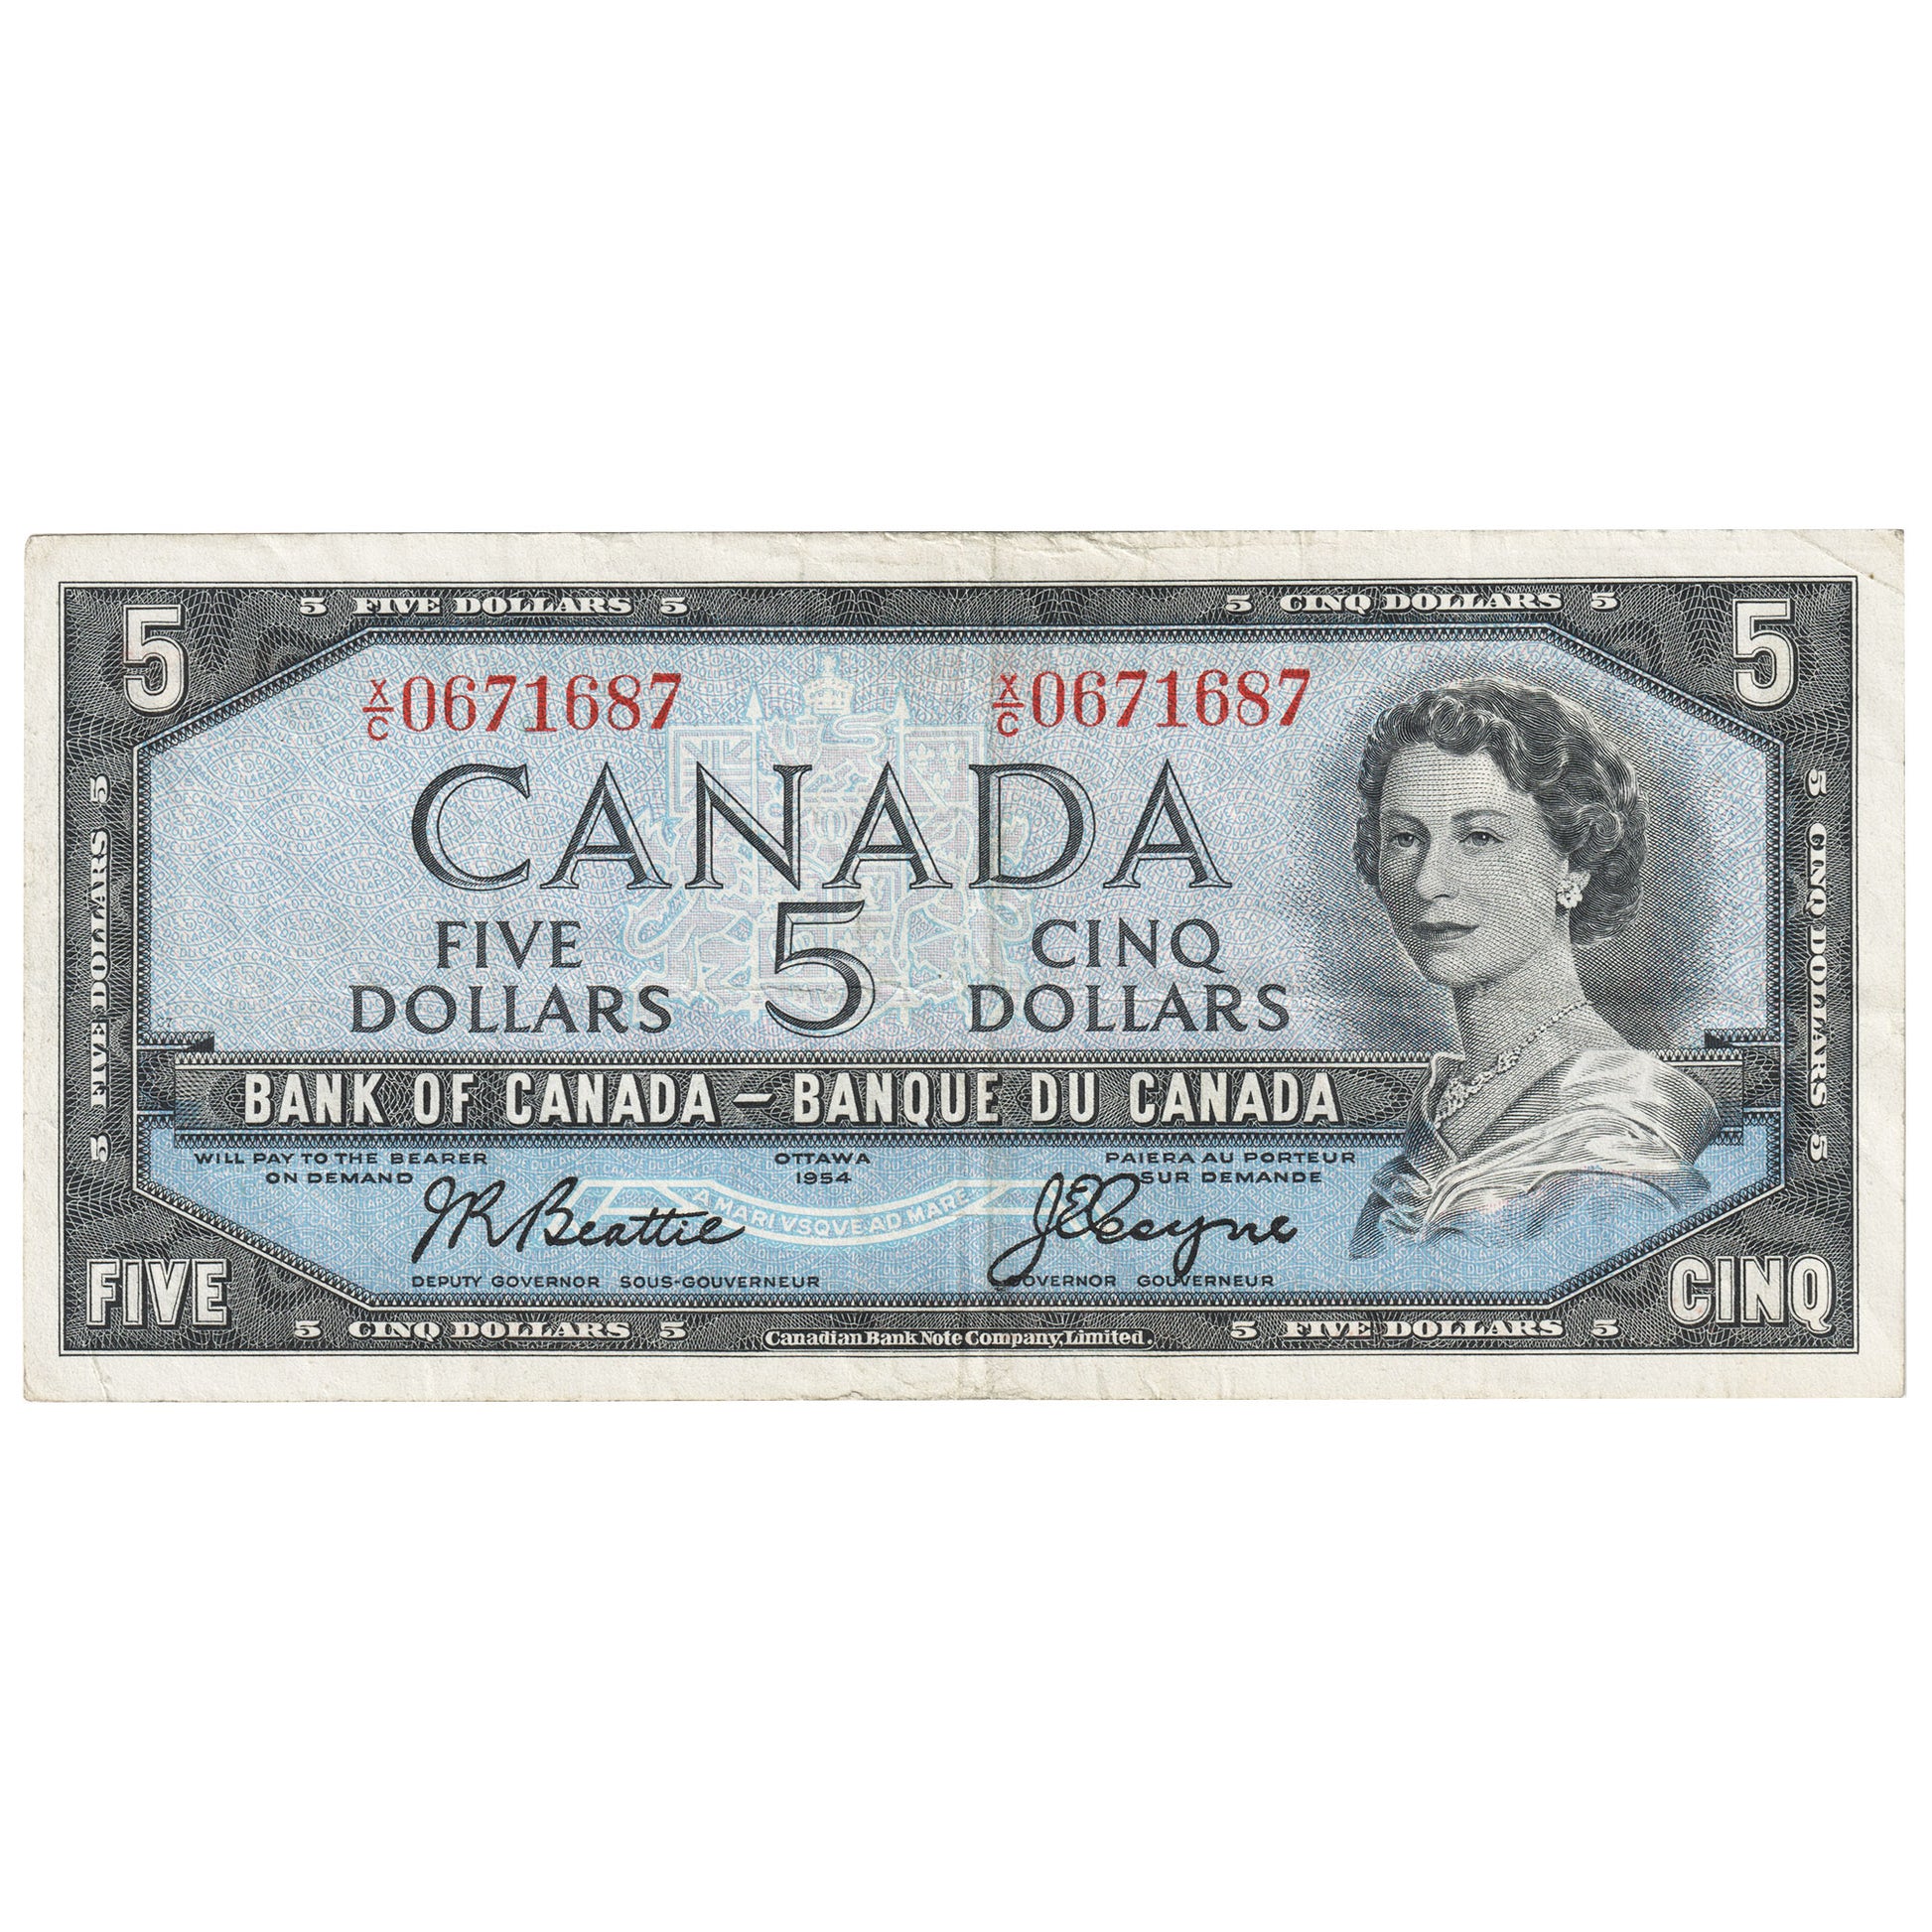 5 5 FIVE DOLLARS 5 5 CINQ DOLLARS 5 5
X/C 0671687 X/C 0671687
CANADA
FIVE 5 CINQ
DOLLARS DOLLARS
5 FIVE DOLLARS 5
5 CINQ DOLLARS 5
BANK OF CANADA – BANQUE DU CANADA
WILL PAY TO THE BEARER OTTAWA PAIERA AU PORTEUR
ON DEMAND 1954 SUR DEMANDE
A MARI VSQVE AD MARE
JRBeattie JECoyne
DEPUTY GOVERNOR SOUS-GOUVERNEUR GOVERNOR GOUVERNEUR
FIVE CINQ
5 CINQ DOLLARS 5 Canadian Bank Note Company, Limited. 5 FIVE DOLLARS 5